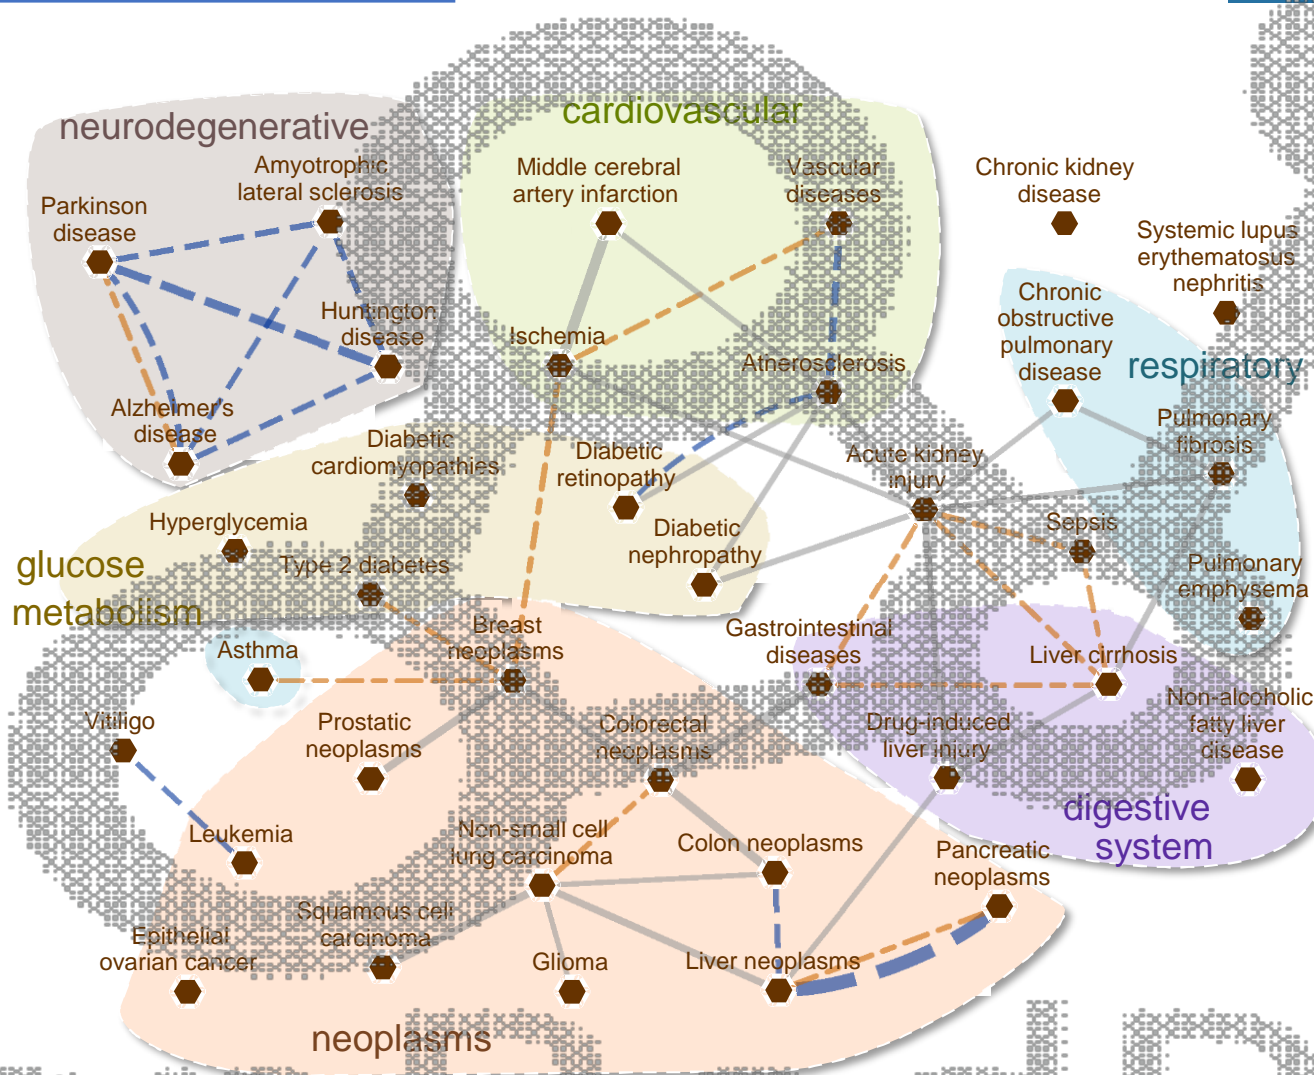 neurodegenerative
cardiovascular
Amyotrophic
lateral sclerosis
Middle cerebral
artery infarction
Vascular
diseases
Chronic kidney
disease
Parkinson
disease
Systemic lupus
erythematosus
nephritis
Chronic
obstructive
pulmonary
disease
Huntington
disease
Ischemia
Atherosclerosis
respiratory
Alzheimer's
disease
Pulmonary
fibrosis
Diabetic
cardiomyopathies
Diabetic
retinopathy
Acute kidney
injury
Hyperglycemia
Diabetic
nephropathy
Sepsis
glucose
metabolism
Type 2 diabetes
Pulmonary
emphysema
Breast
neoplasms
Gastrointestinal
diseases
Asthma
Liver cirrhosis
Vitiligo
Prostatic
neoplasms
Colorectal
neoplasms
Drug-induced
liver injury
Non-alcoholic
fatty liver
disease
digestive
system
Leukemia
Non-small cell
lung carcinoma
Colon neoplasms
Pancreatic
neoplasms
Squamous cell
carcinoma
Epithelial
ovarian cancer
Glioma
Liver neoplasms
neoplasms